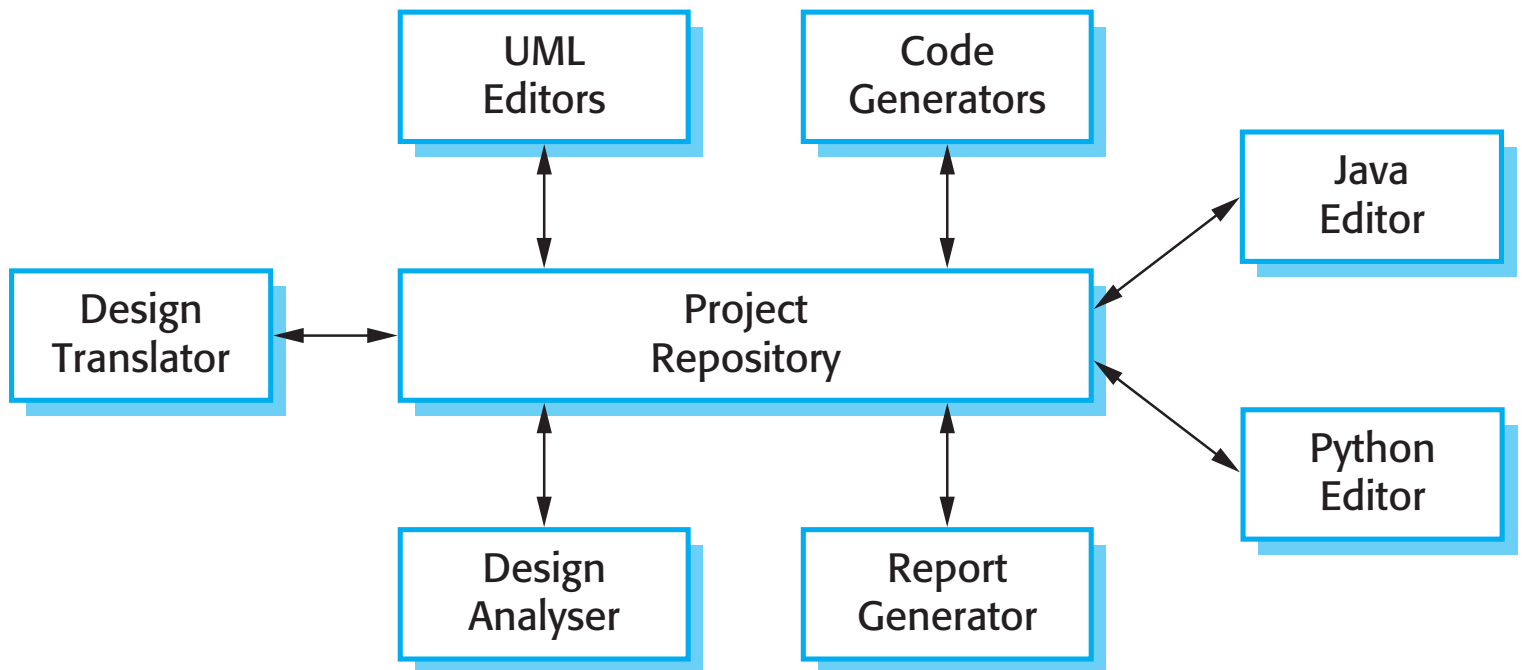 UML
Editors
Code
Generators
Java
Editor
Design
Translator
Project
Repository
Python
Editor
Design
Analyser
Report
Generator